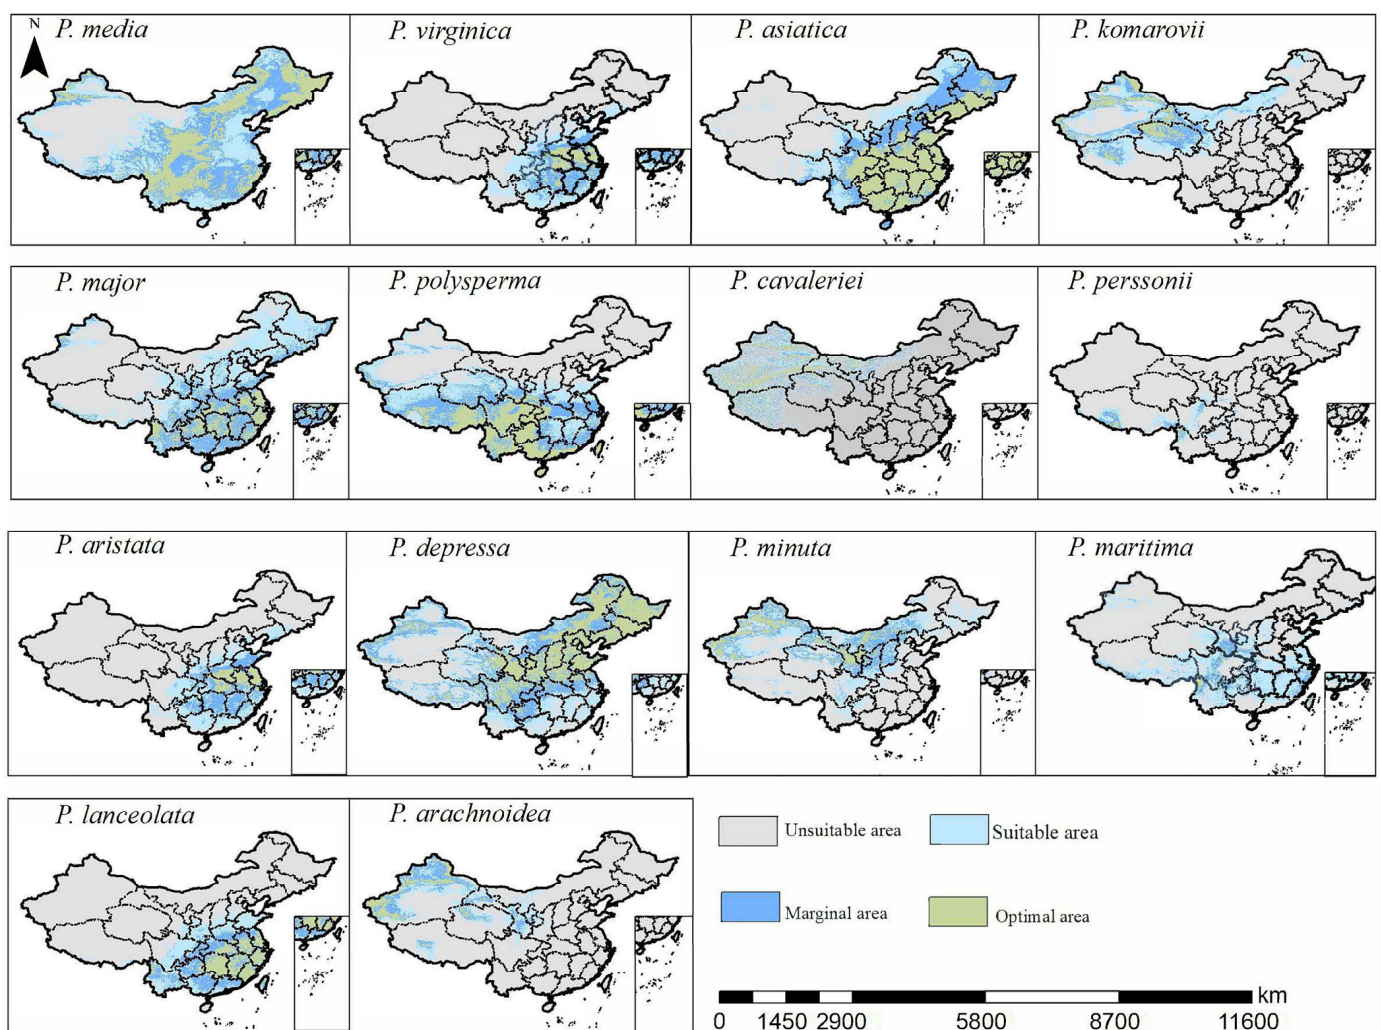 N
P. media
P. virginica
P. asiatica
P. komarovii
P. major
P. polysperma
P. cavaleriei
P. perssonii
P. aristata
P. depressa
P. minuta
P. maritima
P. lanceolata
P. arachnoidea
Unsuitable area
Suitable area
Marginal area
Optimal area
km
0 1450 2900 5800 8700 11600